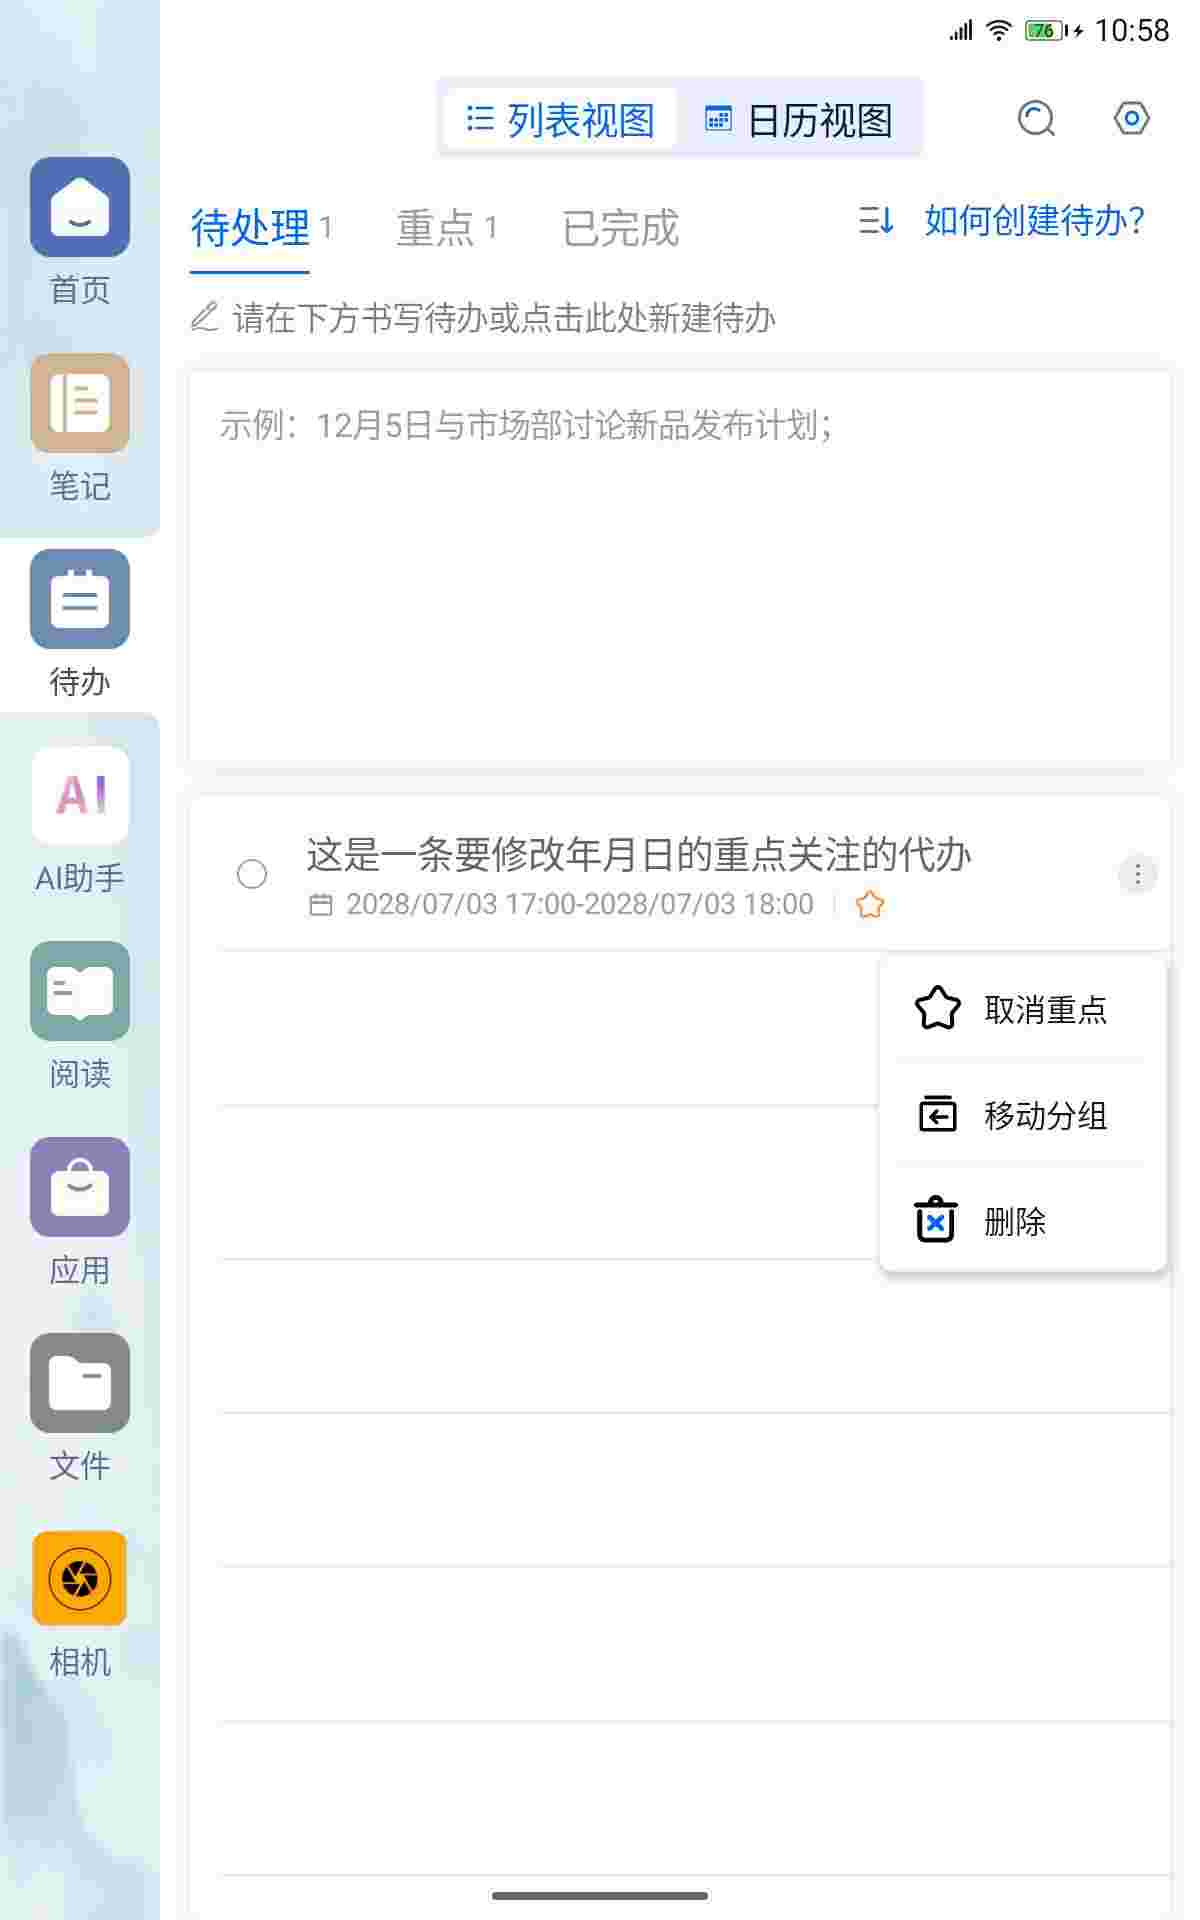 76 10:58
列表视图 日历视图
待处理 1 重点 1 已完成 如何创建待办?
请在下方书写待办或点击此处新建待办
示例：12月5日与市场部讨论新品发布计划；
这是一条要修改年月日的重点关注的代办
2028/07/03 17:00-2028/07/03 18:00
取消重点
移动分组
删除
首页
笔记
待办
AI
AI助手
阅读
应用
文件
相机